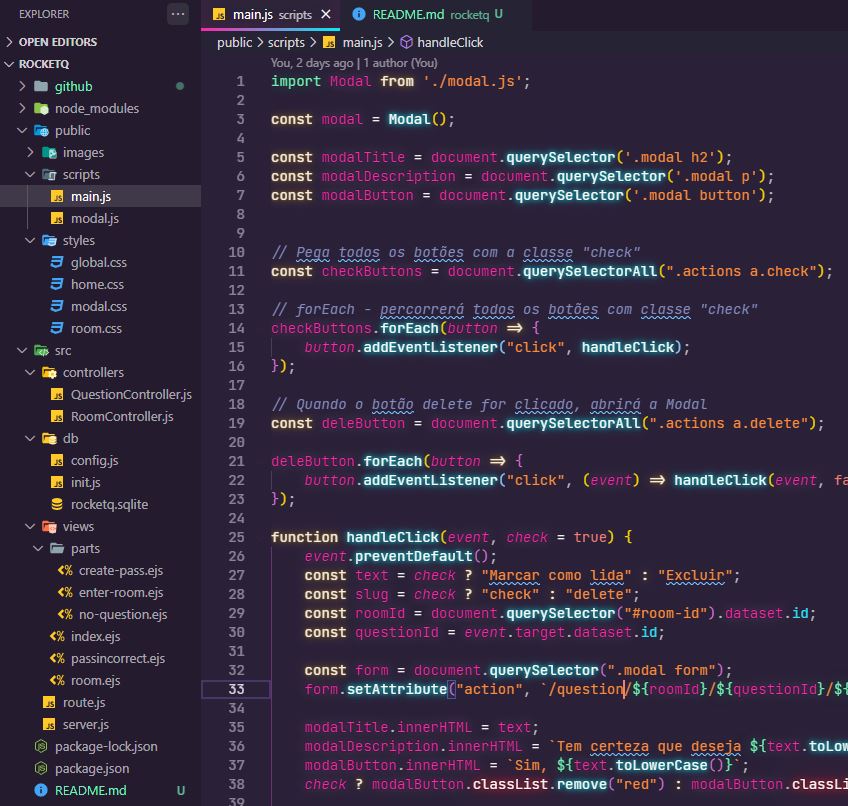 EXPLORER
OPEN EDITORS
ROCKETQ
github
node_modules
public
images
scripts
main.js
modal.js
styles
global.css
home.css
modal.css
room.css
src
controllers
QuestionController.js
RoomController.js
db
config.js
init.js
rocketq.sqlite
views
parts
create-pass.ejs
enter-room.ejs
no-question.ejs
index.ejs
passincorrect.ejs
room.ejs
route.js
server.js
package-lock.json
package.json
README.md U
main.js scripts
README.md rocketq U
public > scripts > JS main.js > handleClick
You, 2 days ago | 1 author (You)
1 import Modal from './modal.js';
2
3 const modal = Modal();
4
5 const modalTitle = document.querySelector('.modal h2');
6 const modalDescription = document.querySelector('.modal p');
7 const modalButton = document.querySelector('.modal button');
8
9
10 // Pega todos os botões com a classe "check"
11 const checkButtons = document.querySelectorAll(".actions a.check");
12
13 // forEach - percorrerá todos os botões com classe "check"
14 checkButtons.forEach(button => {
15 button.addEventListener("click", handleClick);
16 });
17
18 // Quando o botão delete for clicado, abrirá a Modal
19 const deleButton = document.querySelectorAll(".actions a.delete");
20
21 deleButton.forEach(button => {
22 button.addEventListener("click", (event) => handleClick(event, fa
23 });
24
25 function handleClick(event, check = true) {
26 event.preventDefault();
27 const text = check ? "Marcar como lida" : "Excluir";
28 const slug = check ? "check" : "delete";
29 const roomId = document.querySelector("#room-id").dataset.id;
30 const questionId = event.target.dataset.id;
31
32 const form = document.querySelector(".modal form");
33 form.setAttribute("action", `/question/${roomId}/${questionId}/${
34
35 modalTitle.innerHTML = text;
36 modalDescription.innerHTML = `Tem certeza que deseja ${text.toLow
37 modalButton.innerHTML = `Sim, ${text.toLowerCase()}`;
38 check ? modalButton.classList.remove("red") : modalButton.classLi
39